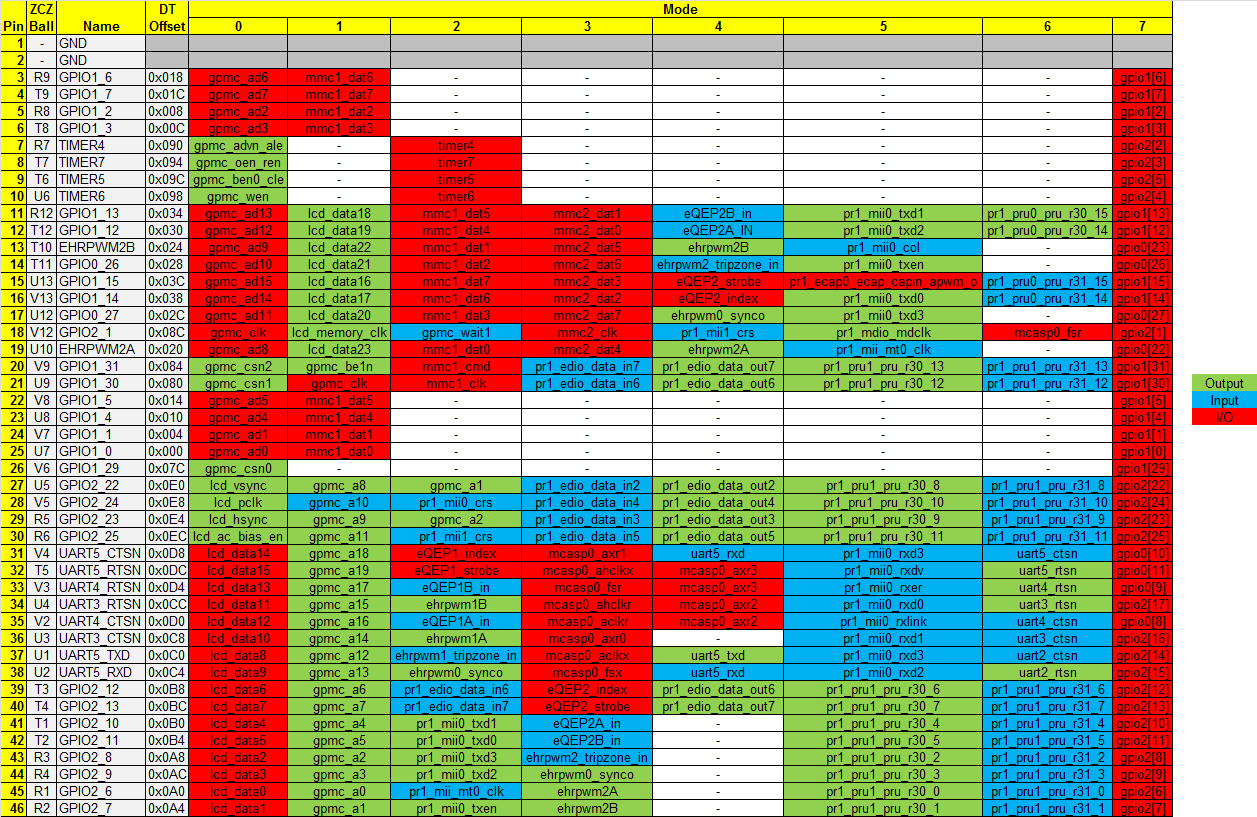 ZCZ DT Mode
Pin Ball Name Offset 0 1 2 3 4 5 6 7
1 - GND
2 - GND
3 R9 GPIO1_6 0x018 gpmc_ad6 mmc1_dat6 - - - - - gpio1[6]
4 T9 GPIO1_7 0x01C gpmc_ad7 mmc1_dat7 - - - - - gpio1[7]
5 R8 GPIO1_2 0x008 gpmc_ad2 mmc1_dat2 - - - - - gpio1[2]
6 T8 GPIO1_3 0x00C gpmc_ad3 mmc1_dat3 - - - - - gpio1[3]
7 R7 TIMER4 0x090 gpmc_advn_ale - timer4 - - - - gpio2[2]
8 T7 TIMER7 0x094 gpmc_oen_ren - timer7 - - - - gpio2[3]
9 T6 TIMER5 0x09C gpmc_ben0_cle - timer5 - - - - gpio2[5]
10 U6 TIMER6 0x098 gpmc_wen - timer6 - - - - gpio2[4]
11 R12 GPIO1_13 0x034 gpmc_ad13 lcd_data18 mmc1_dat5 mmc2_dat1 eQEP2B_in pr1_mii0_txd1 pr1_pru0_pru_r30_15 gpio1[13]
12 T12 GPIO1_12 0x030 gpmc_ad12 lcd_data19 mmc1_dat4 mmc2_dat0 eQEP2A_IN pr1_mii0_txd2 pr1_pru0_pru_r30_14 gpio1[12]
13 T10 EHRPWM2B 0x024 gpmc_ad9 lcd_data22 mmc1_dat1 mmc2_dat5 ehrpwm2B pr1_mii0_col - gpio0[23]
14 T11 GPIO0_26 0x028 gpmc_ad10 lcd_data21 mmc1_dat2 mmc2_dat6 ehrpwm2_tripzone_in pr1_mii0_txen - gpio0[26]
15 U13 GPIO1_15 0x03C gpmc_ad15 lcd_data16 mmc1_dat7 mmc2_dat3 eQEP2_strobe pr1_ecap0_ecap_capin_apwm_o pr1_pru0_pru_r31_15 gpio1[15]
16 V13 GPIO1_14 0x038 gpmc_ad14 lcd_data17 mmc1_dat6 mmc2_dat2 eQEP2_index pr1_mii0_txd0 pr1_pru0_pru_r31_14 gpio1[14]
17 U12 GPIO0_27 0x02C gpmc_ad11 lcd_data20 mmc1_dat3 mmc2_dat7 ehrpwm0_synco pr1_mii0_txd3 - gpio0[27]
18 V12 GPIO2_1 0x08C gpmc_clk lcd_memory_clk gpmc_wait1 mmc2_clk pr1_mii1_crs pr1_mdio_mdclk mcasp0_fsr gpio2[1]
19 U10 EHRPWM2A 0x020 gpmc_ad8 lcd_data23 mmc1_dat0 mmc2_dat4 ehrpwm2A pr1_mii_mt0_clk - gpio0[22]
20 V9 GPIO1_31 0x084 gpmc_csn2 gpmc_be1n mmc1_cmd pr1_edio_data_in7 pr1_edio_data_out7 pr1_pru1_pru_r30_13 pr1_pru1_pru_r31_13 gpio1[31]
21 U9 GPIO1_30 0x080 gpmc_csn1 gpmc_clk mmc1_clk pr1_edio_data_in6 pr1_edio_data_out6 pr1_pru1_pru_r30_12 pr1_pru1_pru_r31_12 gpio1[30]
22 V8 GPIO1_5 0x014 gpmc_ad5 mmc1_dat5 - - - - - gpio1[5]
Output
23 U8 GPIO1_4 0x010 gpmc_ad4 mmc1_dat4 - - - - - gpio1[4]
Input
24 V7 GPIO1_1 0x004 gpmc_ad1 mmc1_dat1 - - - - - gpio1[1]
I/O
25 U7 GPIO1_0 0x000 gpmc_ad0 mmc1_dat0 - - - - - gpio1[0]
26 V6 GPIO1_29 0x07C gpmc_csn0 - - - - - - gpio1[29]
27 U5 GPIO2_22 0x0E0 lcd_vsync gpmc_a8 gpmc_a1 pr1_edio_data_in2 pr1_edio_data_out2 pr1_pru1_pru_r30_8 pr1_pru1_pru_r31_8 gpio2[22]
28 V5 GPIO2_24 0x0E8 lcd_pclk gpmc_a10 pr1_mii0_crs pr1_edio_data_in4 pr1_edio_data_out4 pr1_pru1_pru_r30_10 pr1_pru1_pru_r31_10 gpio2[24]
29 R5 GPIO2_23 0x0E4 lcd_hsync gpmc_a9 gpmc_a2 pr1_edio_data_in3 pr1_edio_data_out3 pr1_pru1_pru_r30_9 pr1_pru1_pru_r31_9 gpio2[23]
30 R6 GPIO2_25 0x0EC lcd_ac_bias_en gpmc_a11 pr1_mii1_crs pr1_edio_data_in5 pr1_edio_data_out5 pr1_pru1_pru_r30_11 pr1_pru1_pru_r31_11 gpio2[25]
31 V4 UART5_CTSN 0x0D8 lcd_data14 gpmc_a18 eQEP1_index mcasp0_axr1 uart5_rxd pr1_mii0_rxd3 uart5_ctsn gpio0[10]
32 T5 UART5_RTSN 0x0DC lcd_data15 gpmc_a19 eQEP1_strobe mcasp0_ahclkx mcasp0_axr3 pr1_mii0_rxdv uart5_rtsn gpio0[11]
33 V3 UART4_RTSN 0x0D4 lcd_data13 gpmc_a17 eQEP1B_in mcasp0_fsr mcasp0_axr3 pr1_mii0_rxer uart4_rtsn gpio0[9]
34 U4 UART3_RTSN 0x0CC lcd_data11 gpmc_a15 ehrpwm1B mcasp0_ahclkr mcasp0_axr2 pr1_mii0_rxd0 uart3_rtsn gpio2[17]
35 V2 UART4_CTSN 0x0D0 lcd_data12 gpmc_a16 eQEP1A_in mcasp0_aclkr mcasp0_axr2 pr1_mii0_rxlink uart4_ctsn gpio0[8]
36 U3 UART3_CTSN 0x0C8 lcd_data10 gpmc_a14 ehrpwm1A mcasp0_axr0 - pr1_mii0_rxd1 uart3_ctsn gpio2[16]
37 U1 UART5_TXD 0x0C0 lcd_data8 gpmc_a12 ehrpwm1_tripzone_in mcasp0_aclkx uart5_txd pr1_mii0_rxd3 uart2_ctsn gpio2[14]
38 U2 UART5_RXD 0x0C4 lcd_data9 gpmc_a13 ehrpwm0_synco mcasp0_fsx uart5_rxd pr1_mii0_rxd2 uart2_rtsn gpio2[15]
39 T3 GPIO2_12 0x0B8 lcd_data6 gpmc_a6 pr1_edio_data_in6 eQEP2_index pr1_edio_data_out6 pr1_pru1_pru_r30_6 pr1_pru1_pru_r31_6 gpio2[12]
40 T4 GPIO2_13 0x0BC lcd_data7 gpmc_a7 pr1_edio_data_in7 eQEP2_strobe pr1_edio_data_out7 pr1_pru1_pru_r30_7 pr1_pru1_pru_r31_7 gpio2[13]
41 T1 GPIO2_10 0x0B0 lcd_data4 gpmc_a4 pr1_mii0_txd1 eQEP2A_in - pr1_pru1_pru_r30_4 pr1_pru1_pru_r31_4 gpio2[10]
42 T2 GPIO2_11 0x0B4 lcd_data5 gpmc_a5 pr1_mii0_txd0 eQEP2B_in - pr1_pru1_pru_r30_5 pr1_pru1_pru_r31_5 gpio2[11]
43 R3 GPIO2_8 0x0A8 lcd_data2 gpmc_a2 pr1_mii0_txd3 ehrpwm2_tripzone_in - pr1_pru1_pru_r30_2 pr1_pru1_pru_r31_2 gpio2[8]
44 R4 GPIO2_9 0x0AC lcd_data3 gpmc_a3 pr1_mii0_txd2 ehrpwm0_synco - pr1_pru1_pru_r30_3 pr1_pru1_pru_r31_3 gpio2[9]
45 R1 GPIO2_6 0x0A0 lcd_data0 gpmc_a0 pr1_mii_mt0_clk ehrpwm2A - pr1_pru1_pru_r30_0 pr1_pru1_pru_r31_0 gpio2[6]
46 R2 GPIO2_7 0x0A4 lcd_data1 gpmc_a1 pr1_mii0_txen ehrpwm2B - pr1_pru1_pru_r30_1 pr1_pru1_pru_r31_1 gpio2[7]